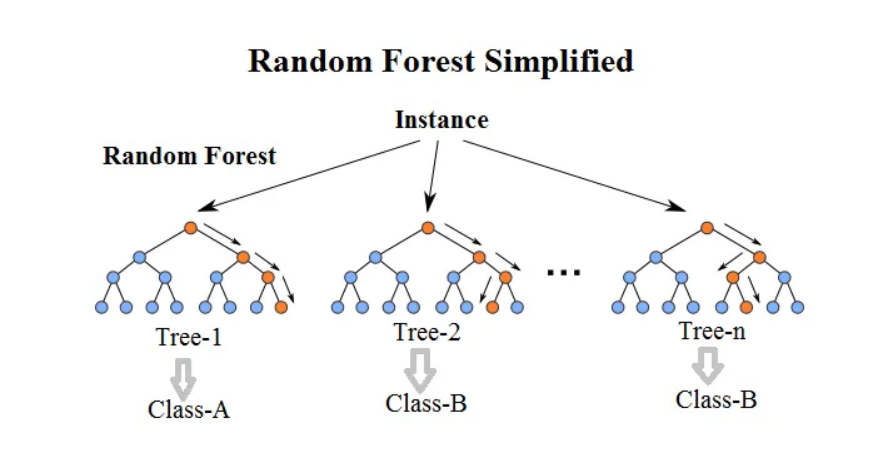 Random Forest Simplified
Instance
Random Forest
...
Tree-1
Tree-2
Tree-n
Class-A
Class-B
Class-B